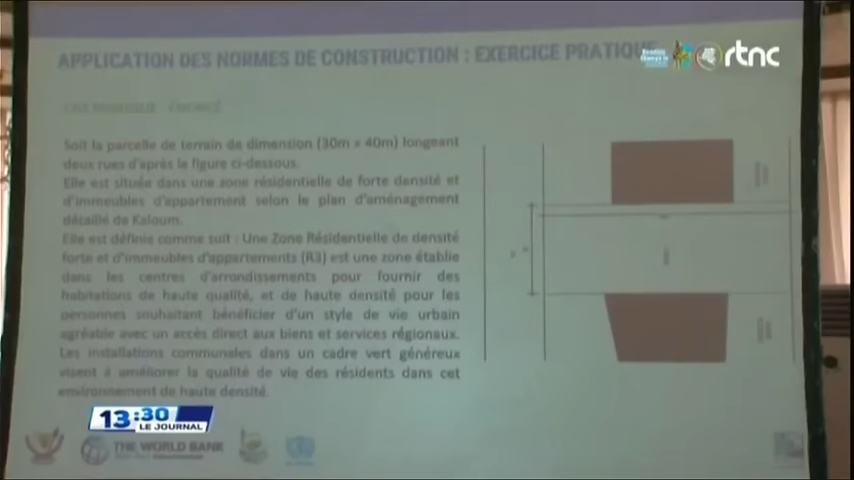 APPLICATION DES NORMES DE CONSTRUCTION : EXERCICE PRATIQUE
rtnc
Soit la parcelle de terrain de dimension (30m x 40m) longeant
deux rues d'après le figure ci-dessous.
Elle est située dans une zone résidentielle de forte densité et
d'immeubles d'appartement selon le plan d'aménagement
détaillé de Kaloum.
Elle est définie comme suit : Une Zone Résidentielle de densité
forte et d'immeubles d'appartements (R3) est une zone établie
dans les centres d'arrondissements pour fournir des
habitations de haute qualité, et de haute densité pour les
personnes souhaitant bénéficier d'un style de vie urbain
agréable avec un accès direct aux biens et services régionaux.
Les installations communales dans un cadre vert généreux
visent à améliorer la qualité de vie des résidents dans cet
environnement de haute densité.
13:30
LE JOURNAL
THE WORLD BANK